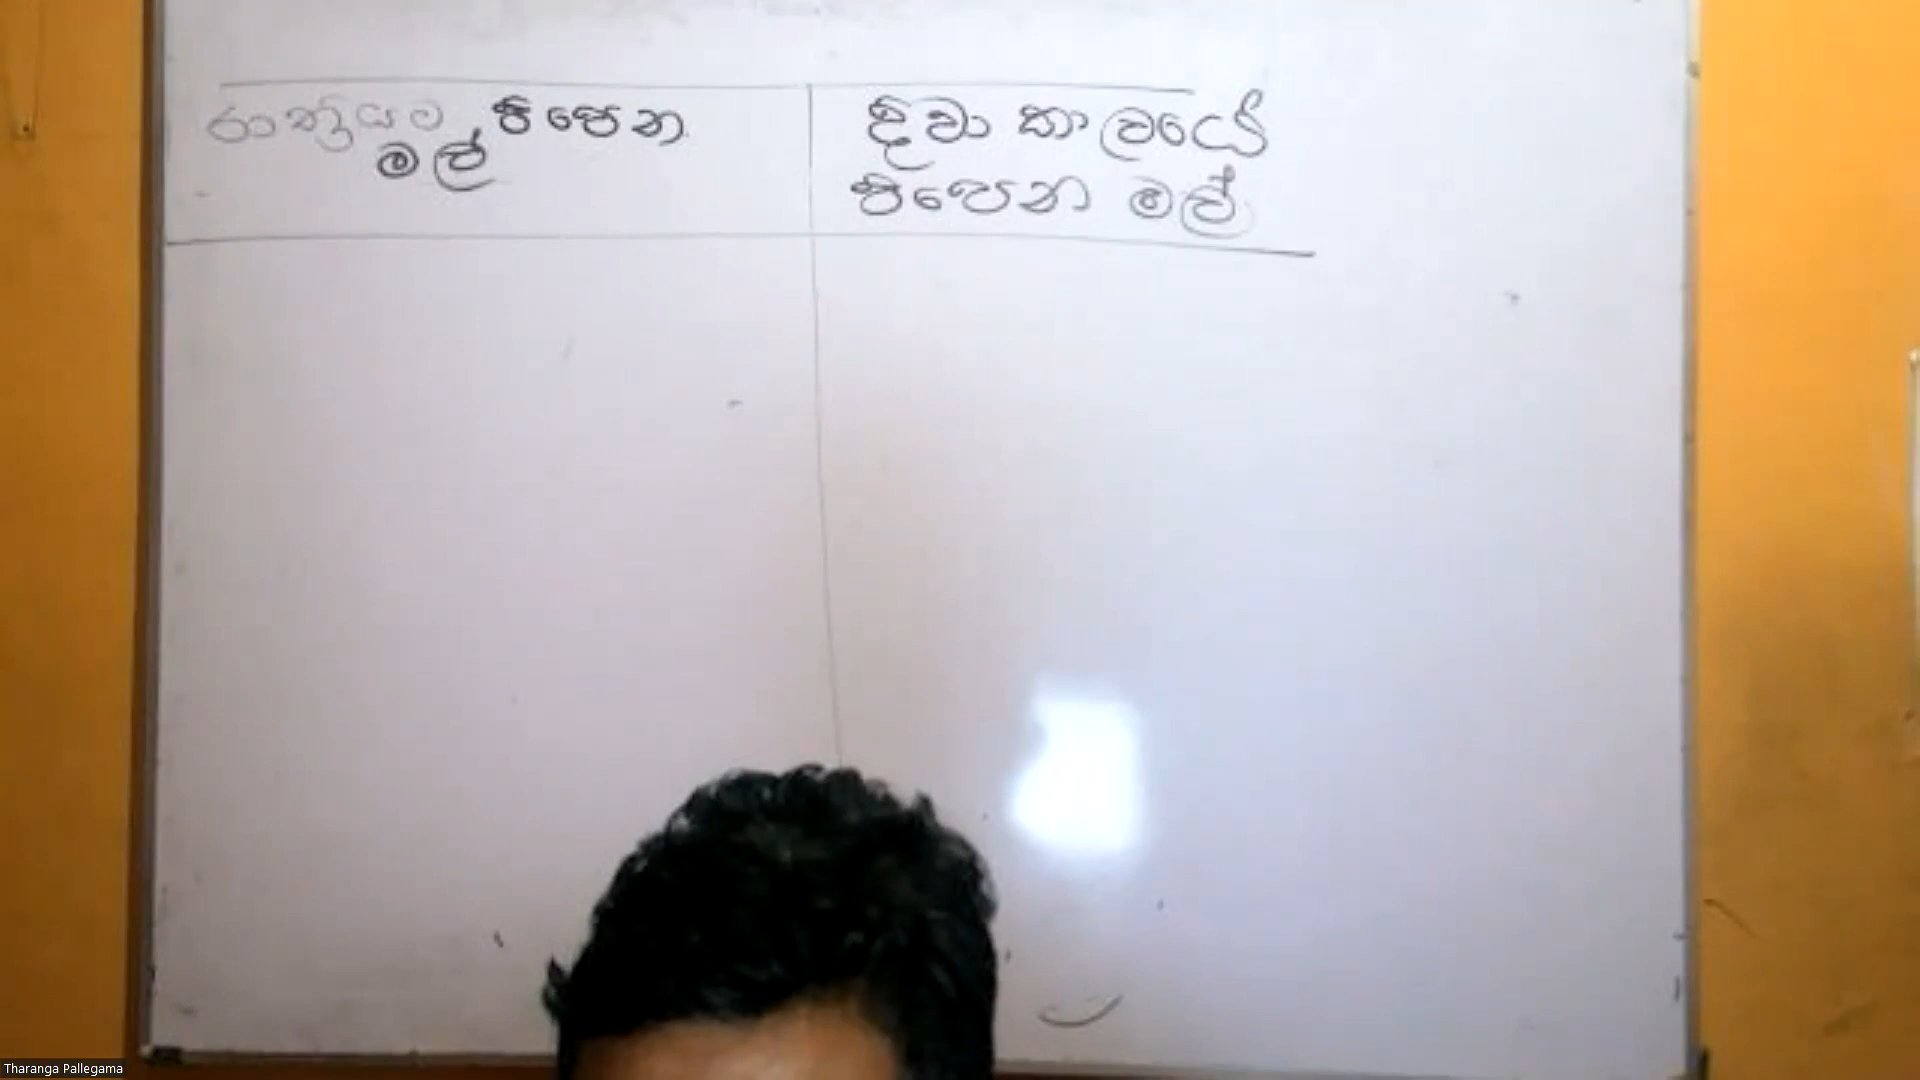 රාත්‍රියට පිපෙන
මල්
දිවා කාලයේ
පිපෙන මල්
Tharanga Pallegama